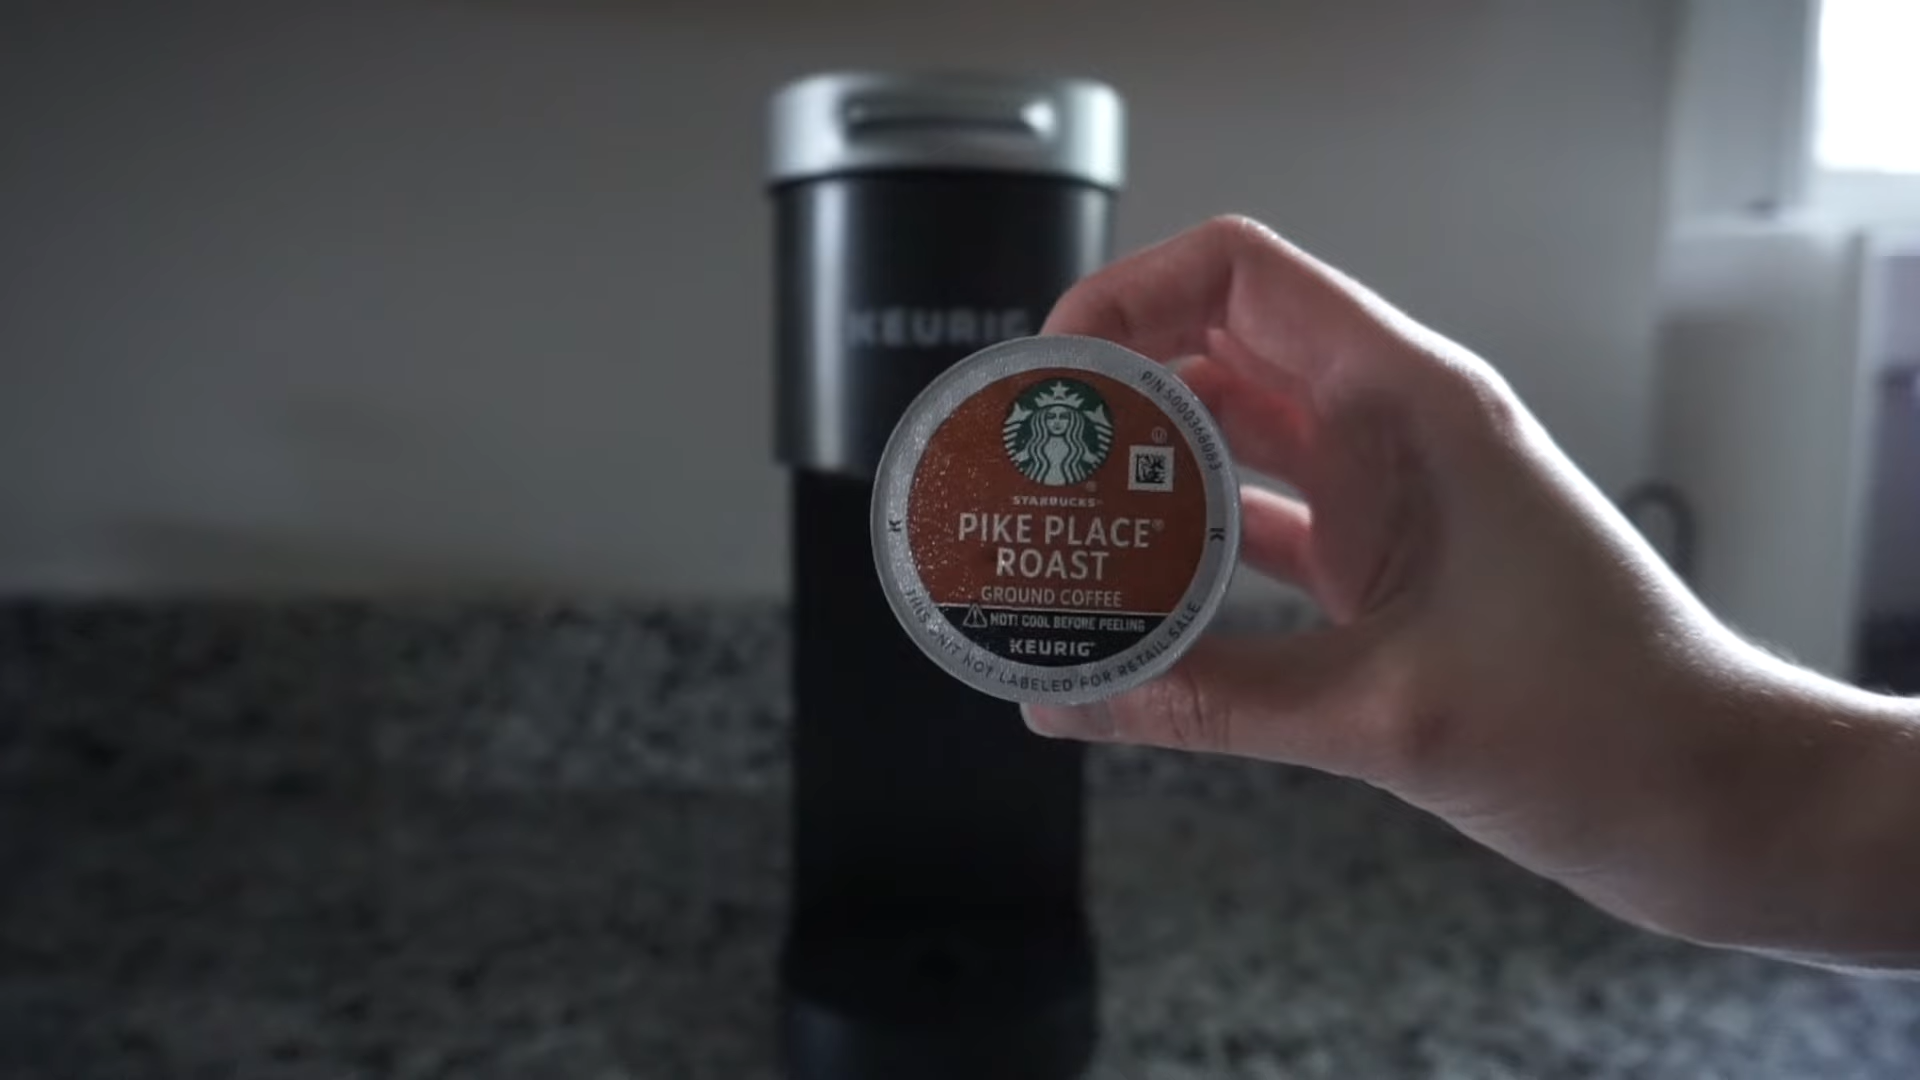 KEURIG
P/N 5000368083
STARBUCKS
PIKE PLACE®
ROAST
GROUND COFFEE
HOT! COOL BEFORE PEELING
KEURIG
K
K
THIS UNIT NOT LABELED FOR RETAIL SALE